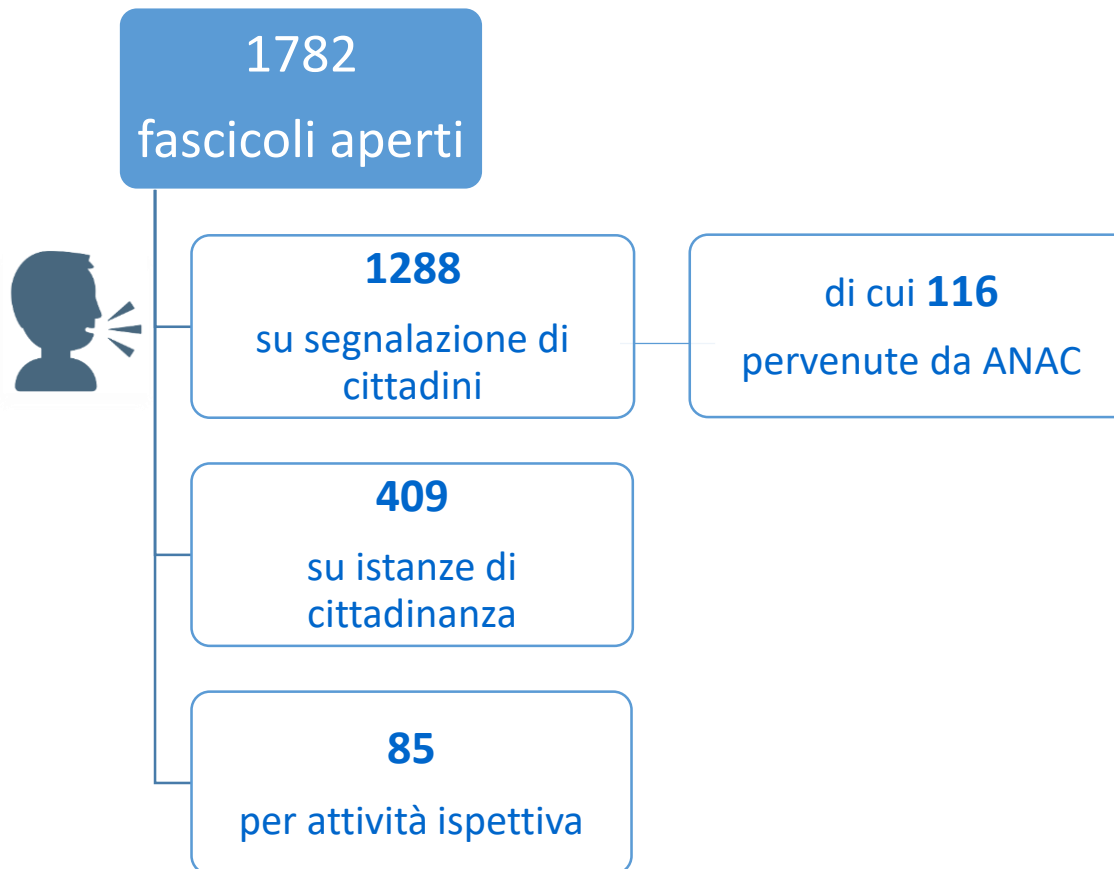 1782
fascicoli aperti
1288
su segnalazione di
cittadini
di cui 116
pervenute da ANAC
409
su istanze di
cittadinanza
85
per attività ispettiva